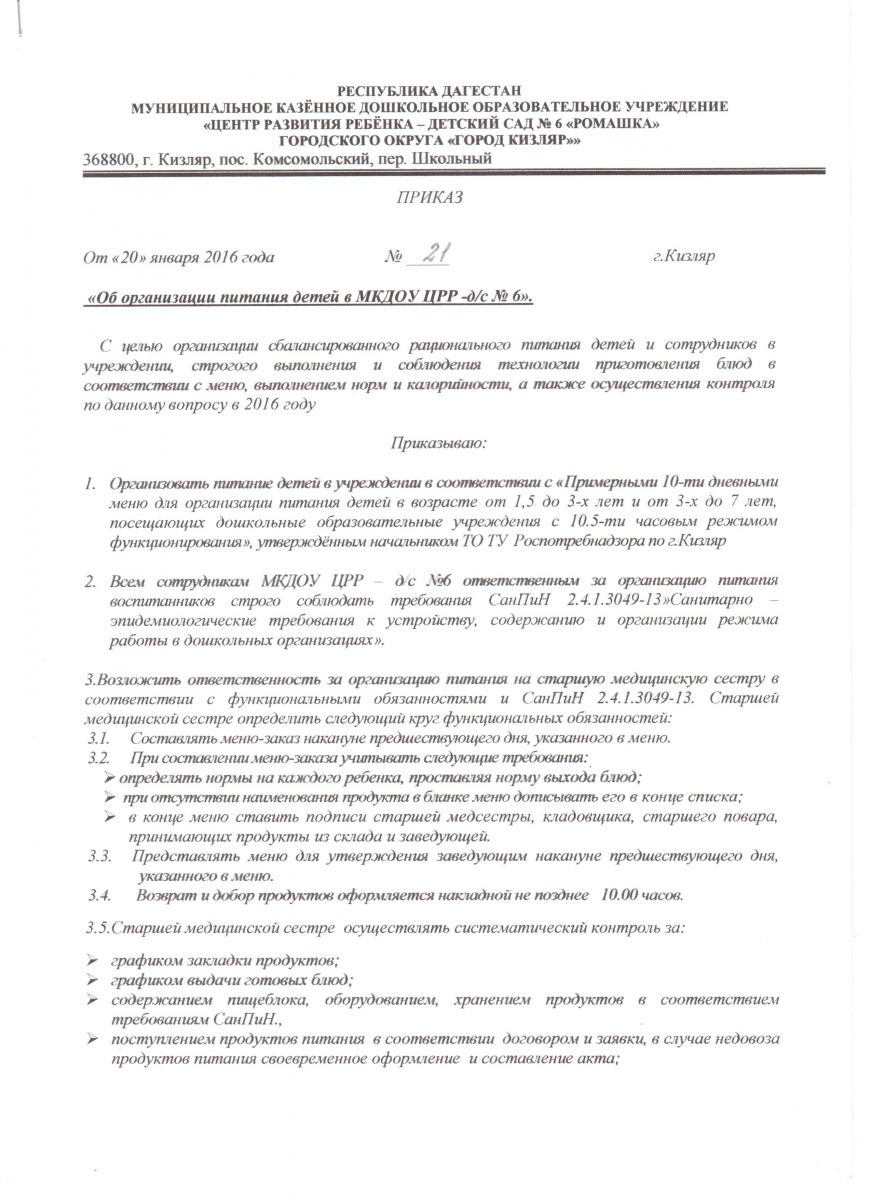 РЕСПУБЛИКА ДАГЕСТАН
МУНИЦИПАЛЬНОЕ КАЗЁННОЕ ДОШКОЛЬНОЕ ОБРАЗОВАТЕЛЬНОЕ УЧРЕЖДЕНИЕ
«ЦЕНТР РАЗВИТИЯ РЕБЁНКА – ДЕТСКИЙ САД № 6 «РОМАШКА»
ГОРОДСКОГО ОКРУГА «ГОРОД КИЗЛЯР»»
368800, г. Кизляр, пос. Комсомольский, пер. Школьный
ПРИКАЗ
От «20» января 2016 года № 21 г.Кизляр
«Об организации питания детей в МКДОУ ЦРР -д/с № 6».
С целью организации сбалансированного рационального питания детей и сотрудников в
учреждении, строгого выполнения и соблюдения технологии приготовления блюд в
соответствии с меню, выполнением норм и калорийности, а также осуществления контроля
по данному вопросу в 2016 году
Приказываю:
1. Организовать питание детей в учреждении в соответствии с «Примерными 10-ти дневными
меню для организации питания детей в возрасте от 1,5 до 3-х лет и от 3-х до 7 лет,
посещающих дошкольные образовательные учреждения с 10.5-ти часовым режимом
функционирования», утверждённым начальником ТО ТУ Роспотребнадзора по г.Кизляр
2. Всем сотрудникам МКДОУ ЦРР – д/с №6 ответственным за организацию питания
воспитанников строго соблюдать требования СанПиН 2.4.1.3049-13»Санитарно –
эпидемиологические требования к устройству, содержанию и организации режима
работы в дошкольных организациях».
3.Возложить ответственность за организацию питания на старшую медицинскую сестру в
соответствии с функциональными обязанностями и СанПиН 2.4.1.3049-13. Старшей
медицинской сестре определить следующий круг функциональных обязанностей:
3.1. Составлять меню-заказ накануне предшествующего дня, указанного в меню.
3.2. При составлении меню-заказа учитывать следующие требования:
➢ определять нормы на каждого ребенка, проставляя норму выхода блюд;
➢ при отсутствии наименования продукта в бланке меню дописывать его в конце списка;
➢ в конце меню ставить подписи старшей медсестры, кладовщика, старшего повара,
принимающих продукты из склада и заведующей.
3.3. Представлять меню для утверждения заведующим накануне предшествующего дня,
указанного в меню.
3.4. Возврат и добор продуктов оформляется накладной не позднее 10.00 часов.
3.5.Старшей медицинской сестре осуществлять систематический контроль за:
➢ графиком закладки продуктов;
➢ графиком выдачи готовых блюд;
➢ содержанием пищеблока, оборудованием, хранением продуктов в соответствием
требованиям СанПиН.,
➢ поступлением продуктов питания в соответствии договором и заявки, в случае недовоза
продуктов питания своевременное оформление и составление акта;